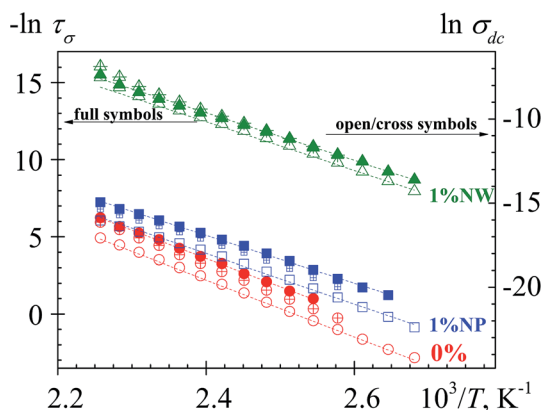 -ln τσ
ln σdc
15
10
5
0
-10
-15
-20
full symbols
open/cross symbols
1%NW
1%NP
0%
2.2
2.4
2.6
10³/T, K⁻¹